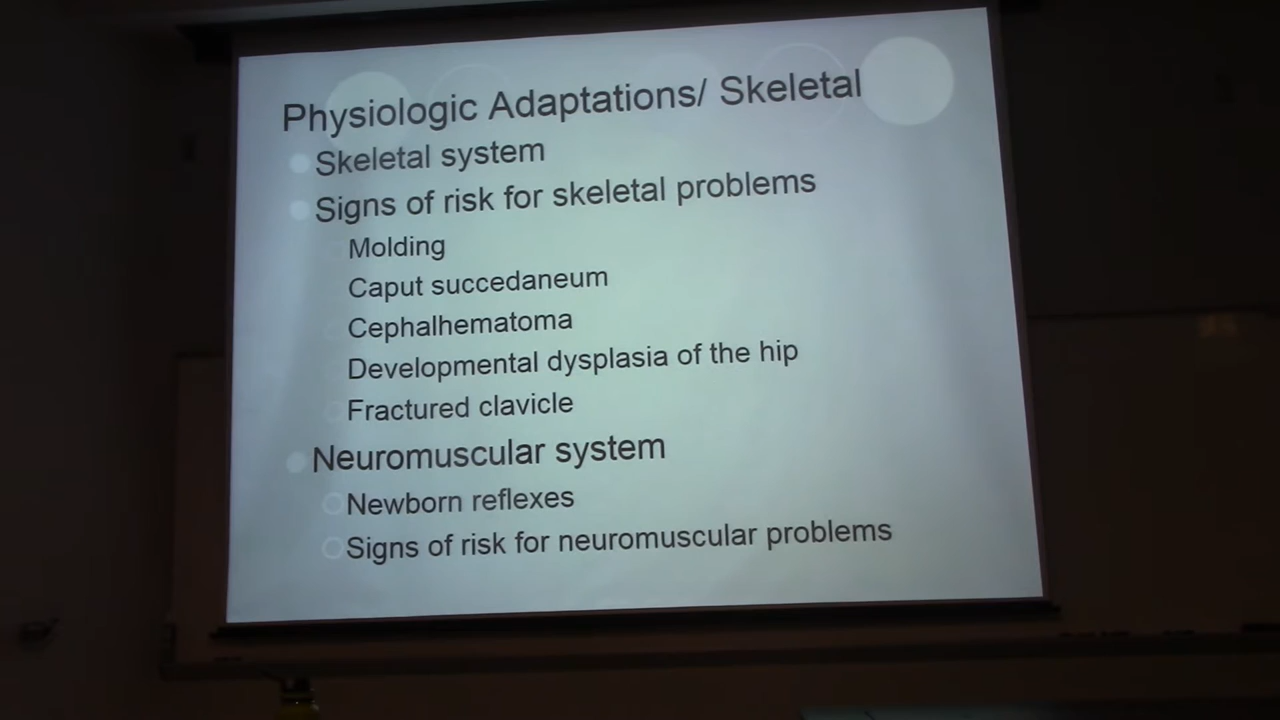 Physiologic Adaptations/ Skeletal
Skeletal system
Signs of risk for skeletal problems
Molding
Caput succedaneum
Cephalhematoma
Developmental dysplasia of the hip
Fractured clavicle
Neuromuscular system
Newborn reflexes
Signs of risk for neuromuscular problems